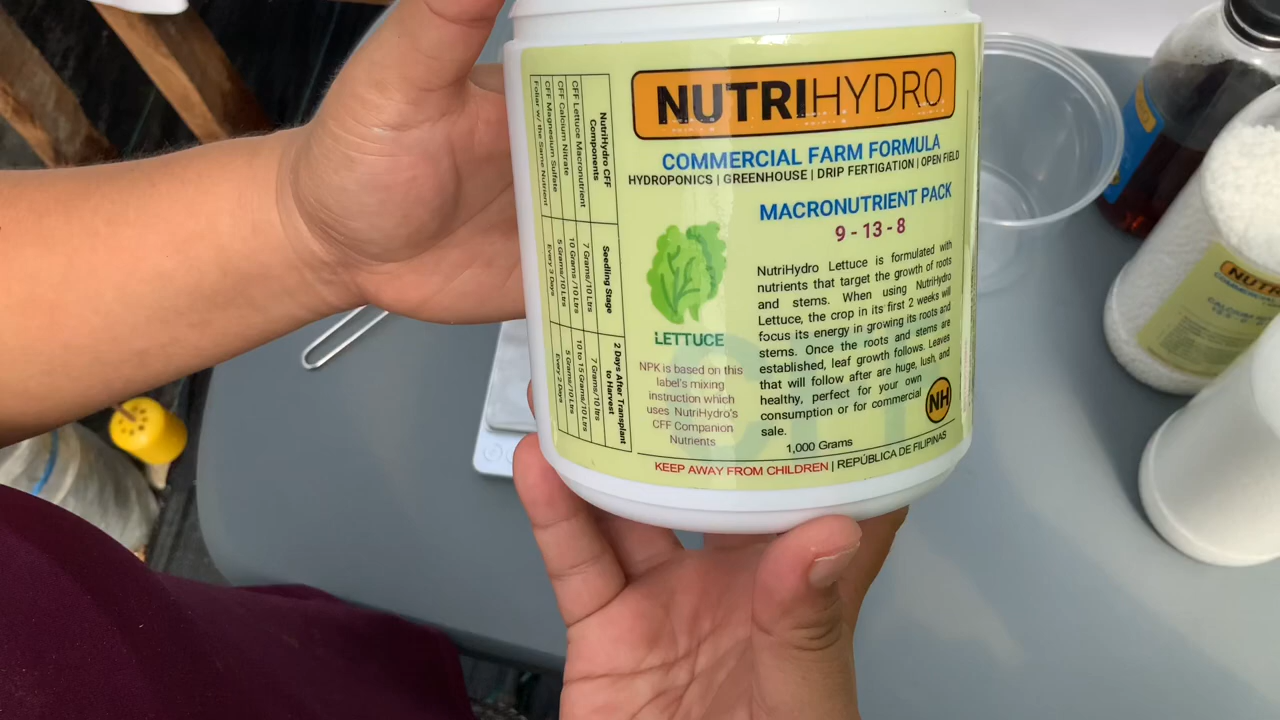 NUTRIHYDRO
COMMERCIAL FARM FORMULA
HYDROPONICS | GREENHOUSE | DRIP FERTIGATION | OPEN FIELD
MACRONUTRIENT PACK
9 - 13 - 8
NutriHydro Lettuce is formulated with
nutrients that target the growth of roots
and stems. When using NutriHydro
Lettuce, the crop in its first 2 weeks will
focus its energy in growing its roots and
stems. Once the roots and stems are
established, leaf growth follows. Leaves
that will follow after are huge, lush, and
healthy, perfect for your own
consumption or for commercial
sale.
NH
LETTUCE
NPK is based on this
label's mixing
instruction which
uses NutriHydro's
CFF Companion
Nutrients
1,000 Grams
KEEP AWAY FROM CHILDREN | REPÚBLICA DE FILIPINAS
NutriHydro CFF
Components
Seedling Stage
2 Days After Transplant
to Harvest
CFF Lettuce Macronutrient
7 Grams/10 Ltrs
7 Grams/10 ltrs
CFF Calcium Nitrate
10 Grams /10 Ltrs
10 to 15 Grams/10 Ltrs
CFF Magnesium Sulfate
5 Grams/10 Ltrs
5 Grams/10 Ltrs
Foliar w/ the Same Nutrient
Every 3 Days
Every 2 Days
NUTR